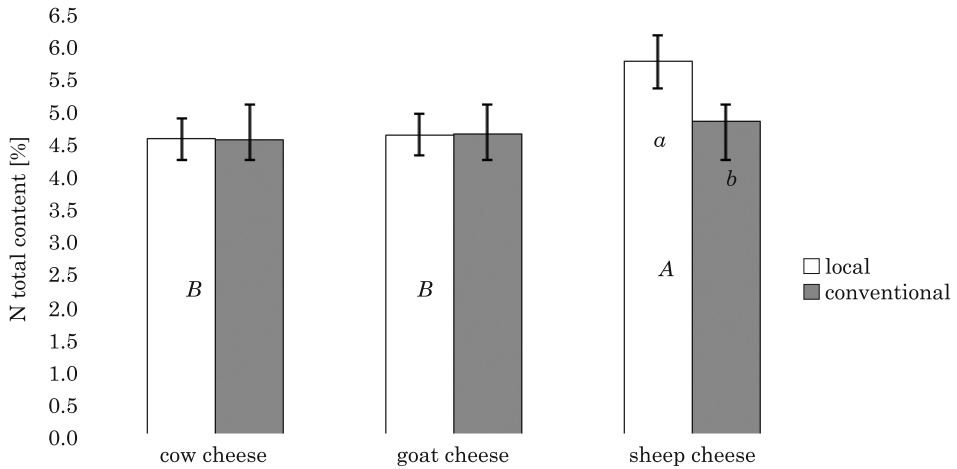 N total content [%]
6.5
6.0
5.5
5.0
4.5
4.0
3.5
3.0
2.5
2.0
1.5
1.0
0.5
0.0
a
b
A
B
B
local
conventional
cow cheese
goat cheese
sheep cheese